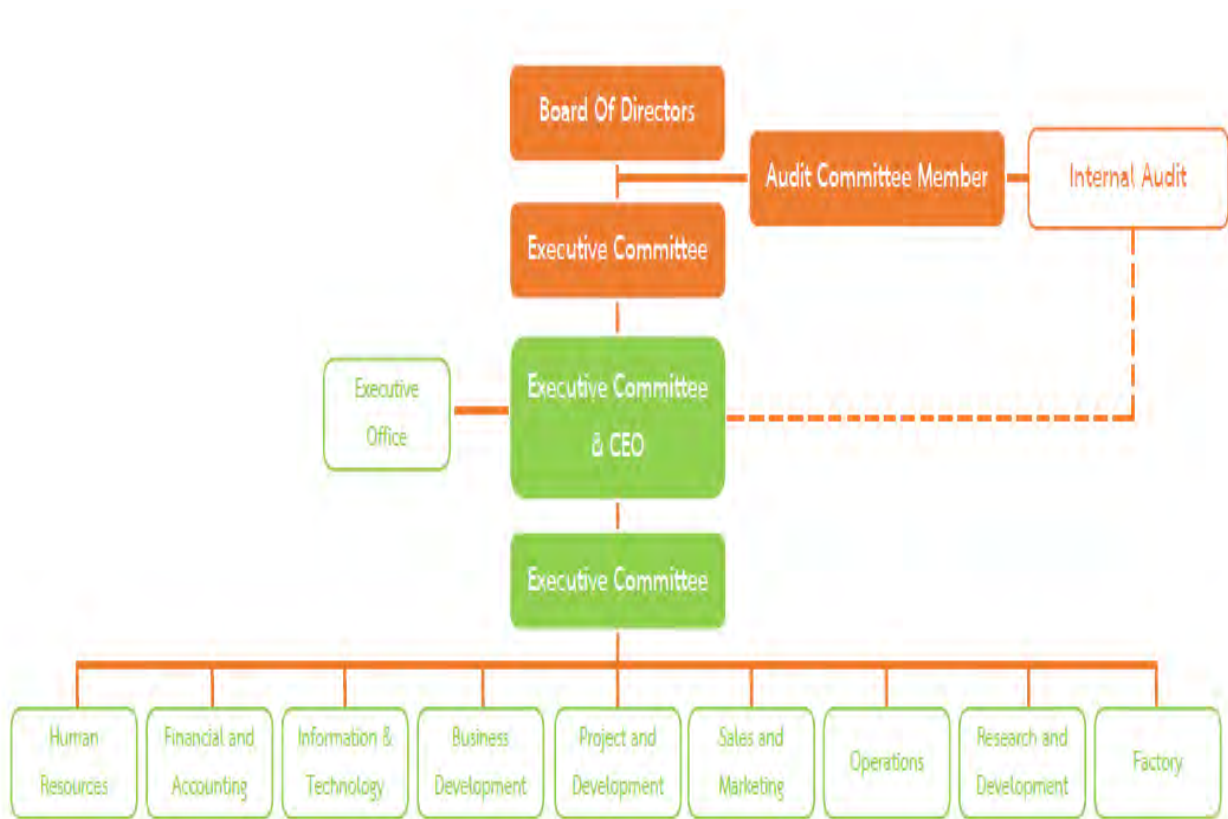 Board Of Directors
Audit Committee Member
Internal Audit
Executive Committee
Executive
Office
Executive Committee
& CEO
Executive Committee
Human
Resources
Financial and
Accounting
Information &
Technology
Business
Development
Project and
Development
Sales and
Marketing
Operations
Research and
Development
Factory